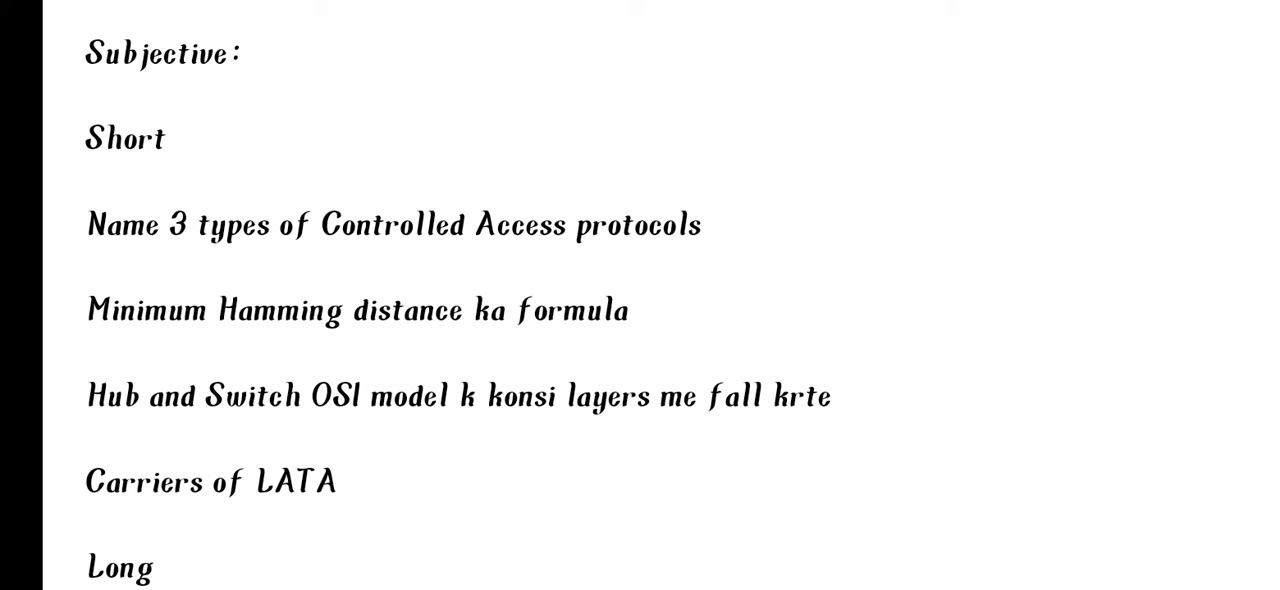 Subjective:
Short
Name 3 types of Controlled Access protocols
Minimum Hamming distance ka formula
Hub and Switch OSI model k konsi layers me fall krte
Carriers of LATA
Long